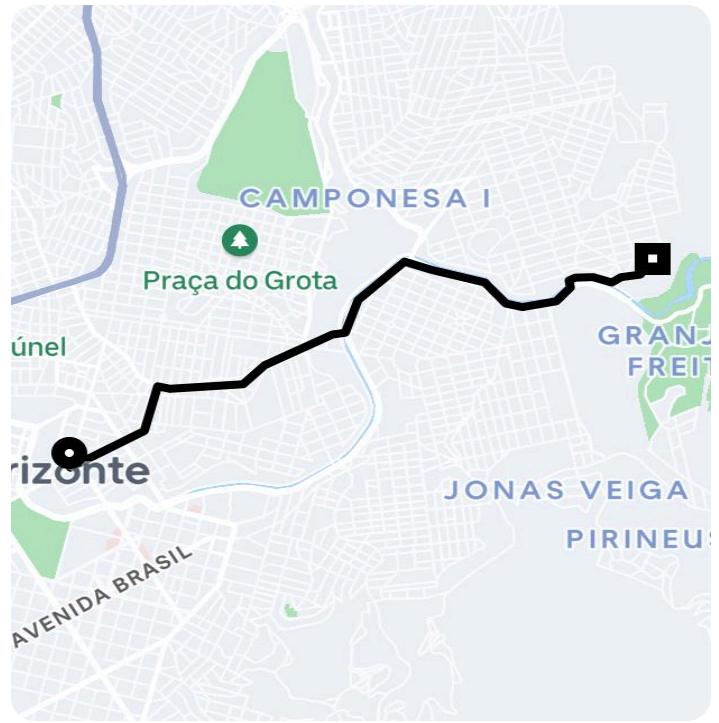 CAMPONESA I
Praça do Grota
únel
GRANJ
FREIT
rizonte
JONAS VEIGA
PIRINEUS
AVENIDA BRASIL